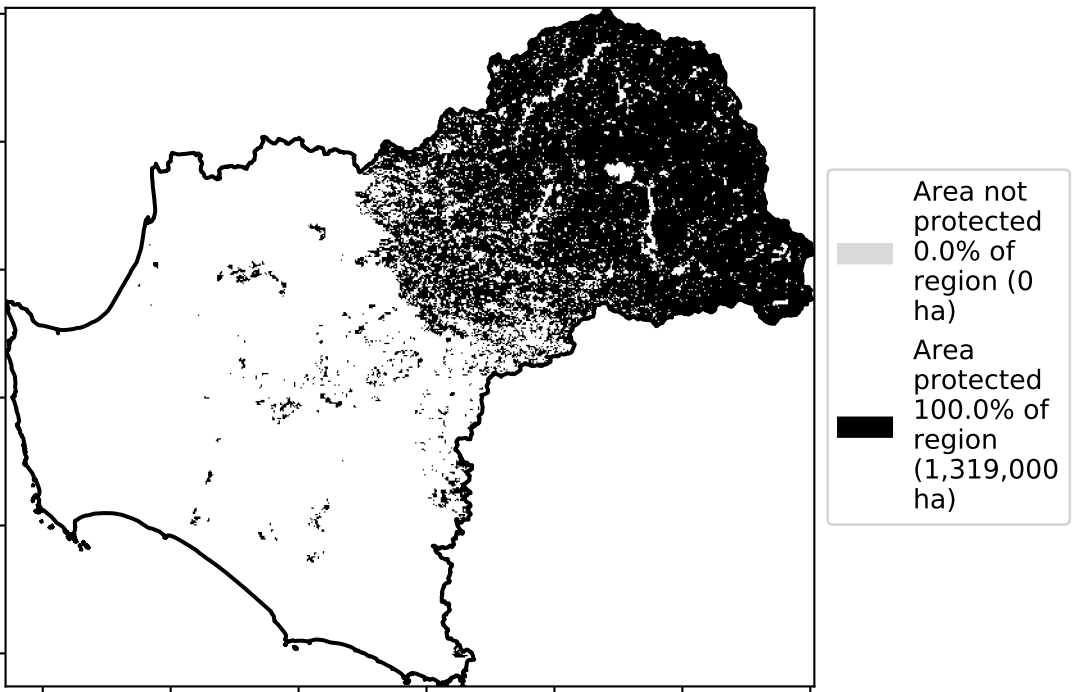 Area not
protected
0.0% of
region (0
ha)
Area
protected
100.0% of
region
(1,319,000
ha)